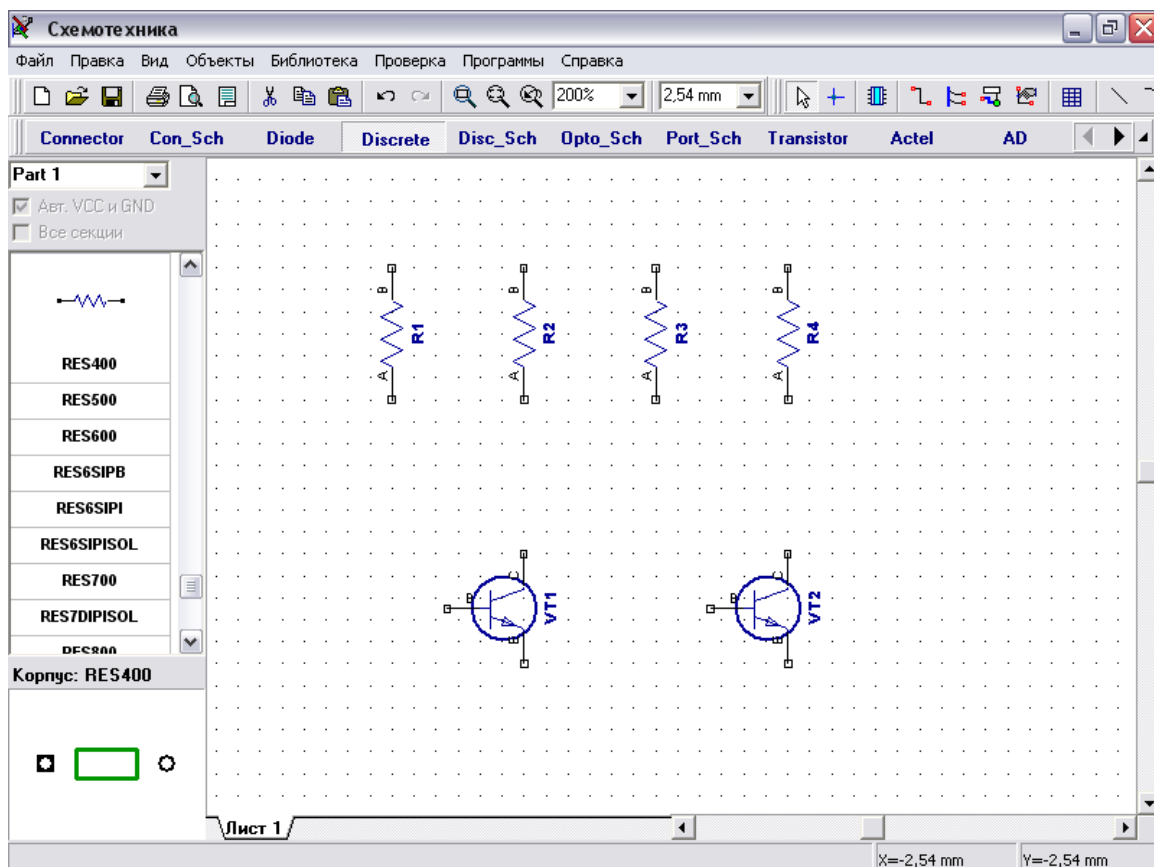 Схемотехника
Файл Правка Вид Объекты Библиотека Проверка Программы Справка
200% 2,54 mm
Connector Con_Sch Diode Discrete Disc_Sch Opto_Sch Port_Sch Transistor Actel AD
Part 1
Авт. VCC и GND
Все секции
RES400
RES500
RES600
RES6SIPB
RES6SIPI
RES6SIPISOL
RES700
RES7DIPISOL
RES800
Корпус: RES400
B R1 A
B R2 A
B R3 A
B R4 A
B C E VT1
B C E VT2
Лист 1
X=-2,54 mm Y=-2,54 mm